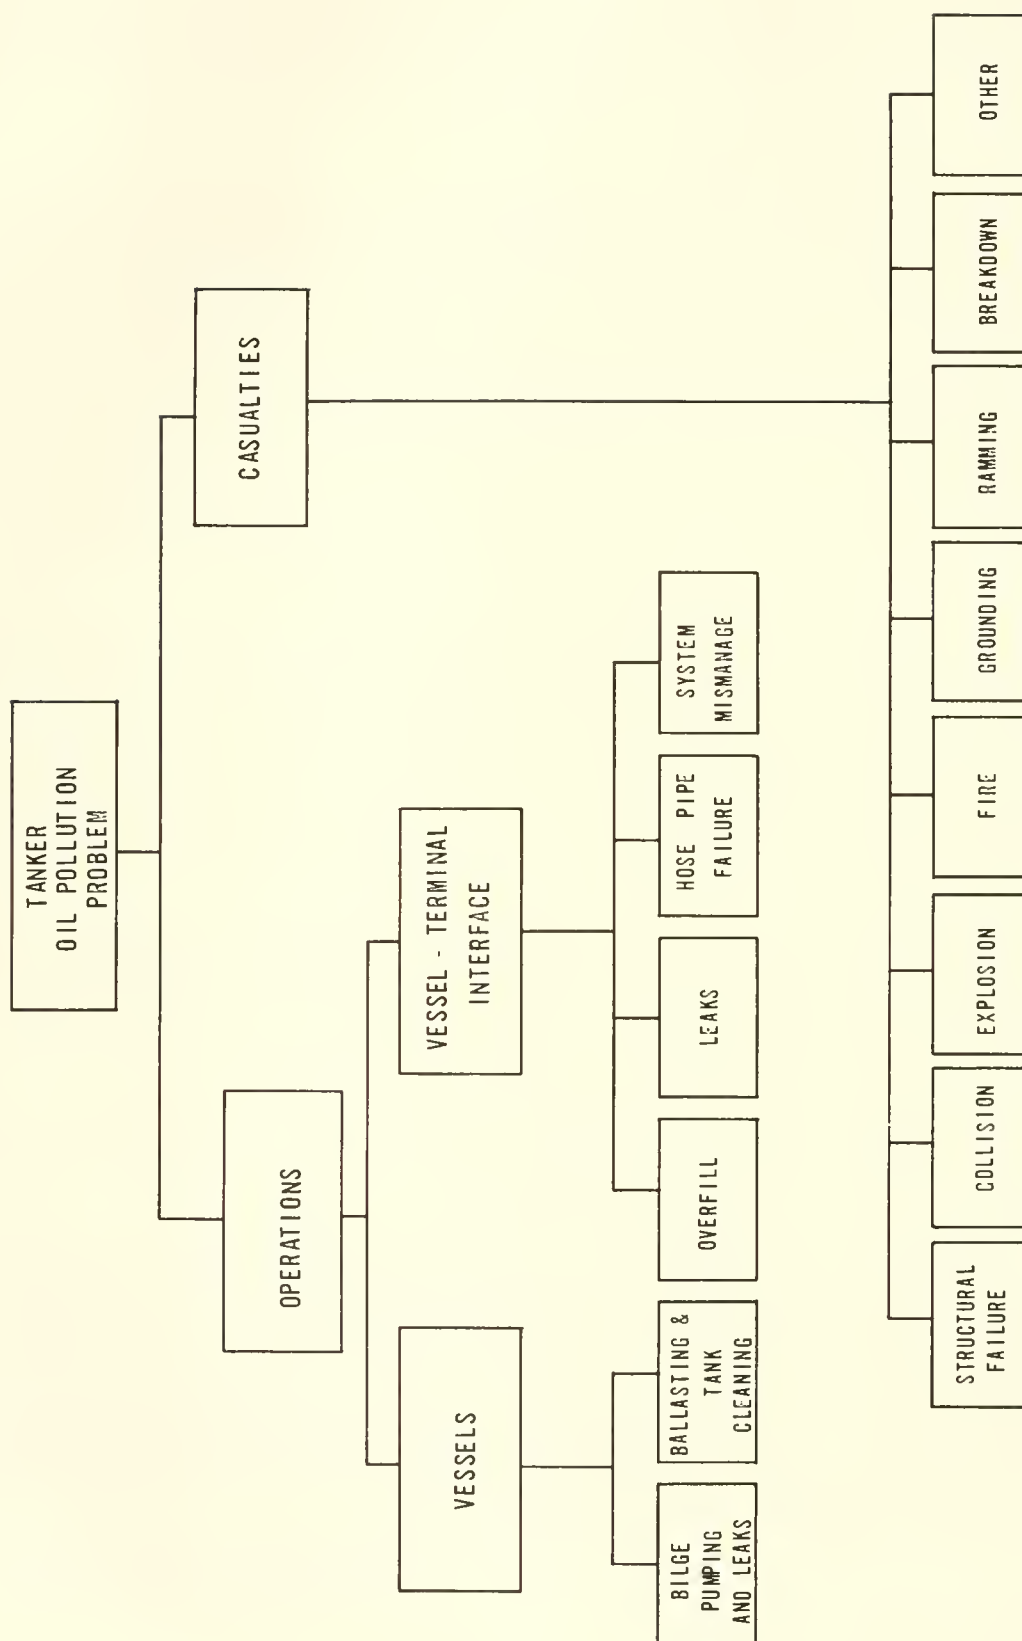 TANKER
OIL POLLUTION
PROBLEM
OPERATIONS
CASUALTIES
VESSELS
VESSEL - TERMINAL
INTERFACE
BILGE
PUMPING
AND LEAKS
BALLASTING &
TANK
CLEANING
OVERFILL
LEAKS
HOSE PIPE
FAILURE
SYSTEM
MISMANAGE
STRUCTURAL
FAILURE
COLLISION
EXPLOSION
FIRE
GROUNDING
RAMMING
BREAKDOWN
OTHER